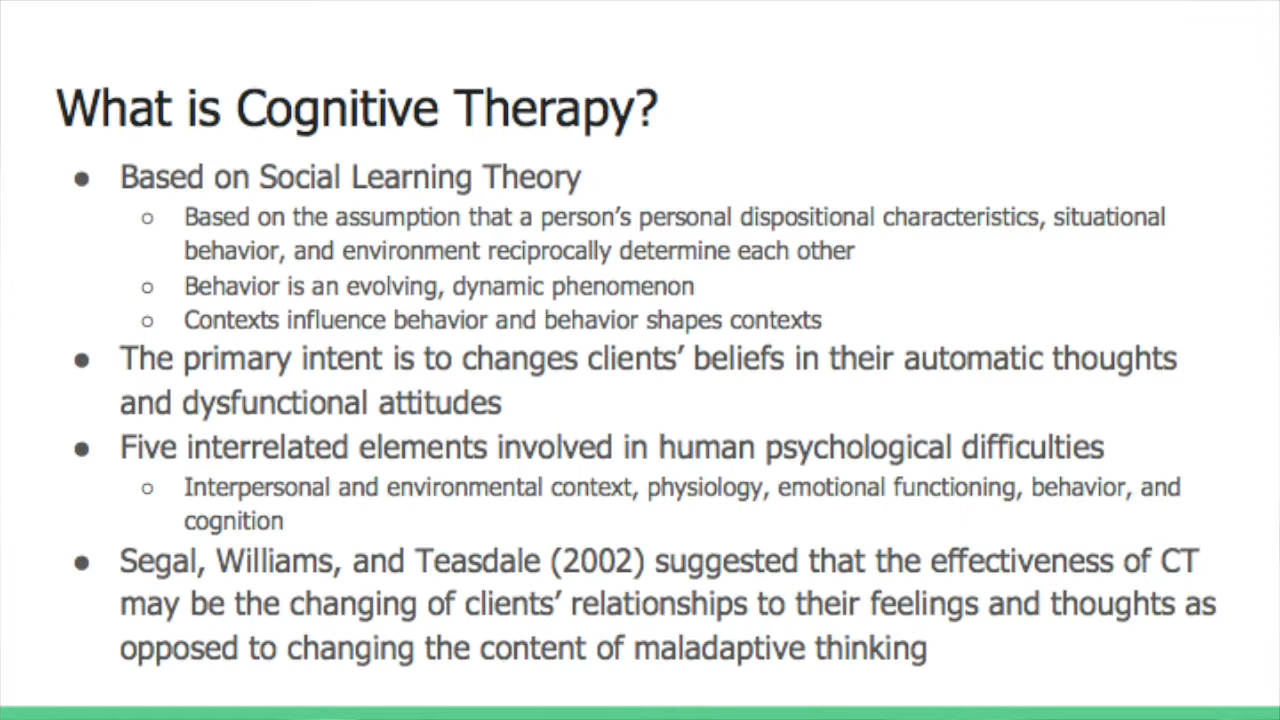 What is Cognitive Therapy?
● Based on Social Learning Theory
○ Based on the assumption that a person’s personal dispositional characteristics, situational
behavior, and environment reciprocally determine each other
○ Behavior is an evolving, dynamic phenomenon
○ Contexts influence behavior and behavior shapes contexts
● The primary intent is to changes clients’ beliefs in their automatic thoughts
and dysfunctional attitudes
● Five interrelated elements involved in human psychological difficulties
○ Interpersonal and environmental context, physiology, emotional functioning, behavior, and
cognition
● Segal, Williams, and Teasdale (2002) suggested that the effectiveness of CT
may be the changing of clients’ relationships to their feelings and thoughts as
opposed to changing the content of maladaptive thinking